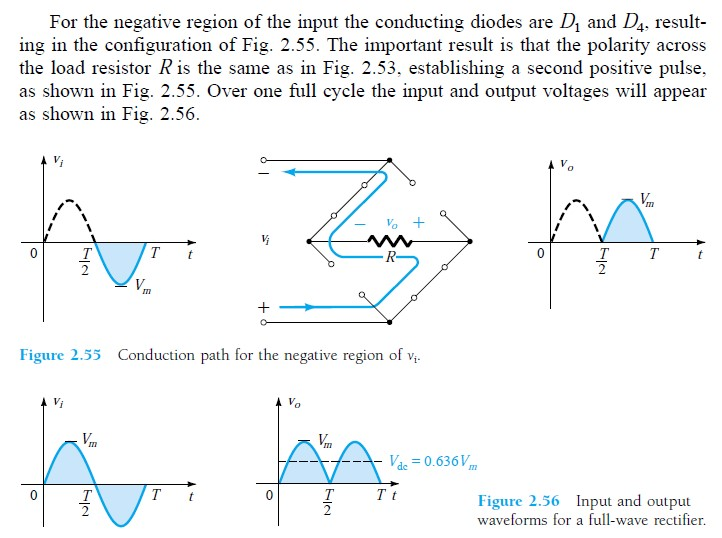 For the negative region of the input the conducting diodes are D1 and D4, result-
ing in the configuration of Fig. 2.55. The important result is that the polarity across
the load resistor R is the same as in Fig. 2.53, establishing a second positive pulse,
as shown in Fig. 2.55. Over one full cycle the input and output voltages will appear
as shown in Fig. 2.56.
vi
0
T
2
T
t
Vm
−
Vi
+
− Vo +
R
vo
Vm
0
T
2
T
t
Figure 2.55 Conduction path for the negative region of vi.
vi
Vm
0
T
2
T
t
vo
Vm
Vdc = 0.636Vm
0
T
2
T t
Figure 2.56 Input and output
waveforms for a full-wave rectifier.